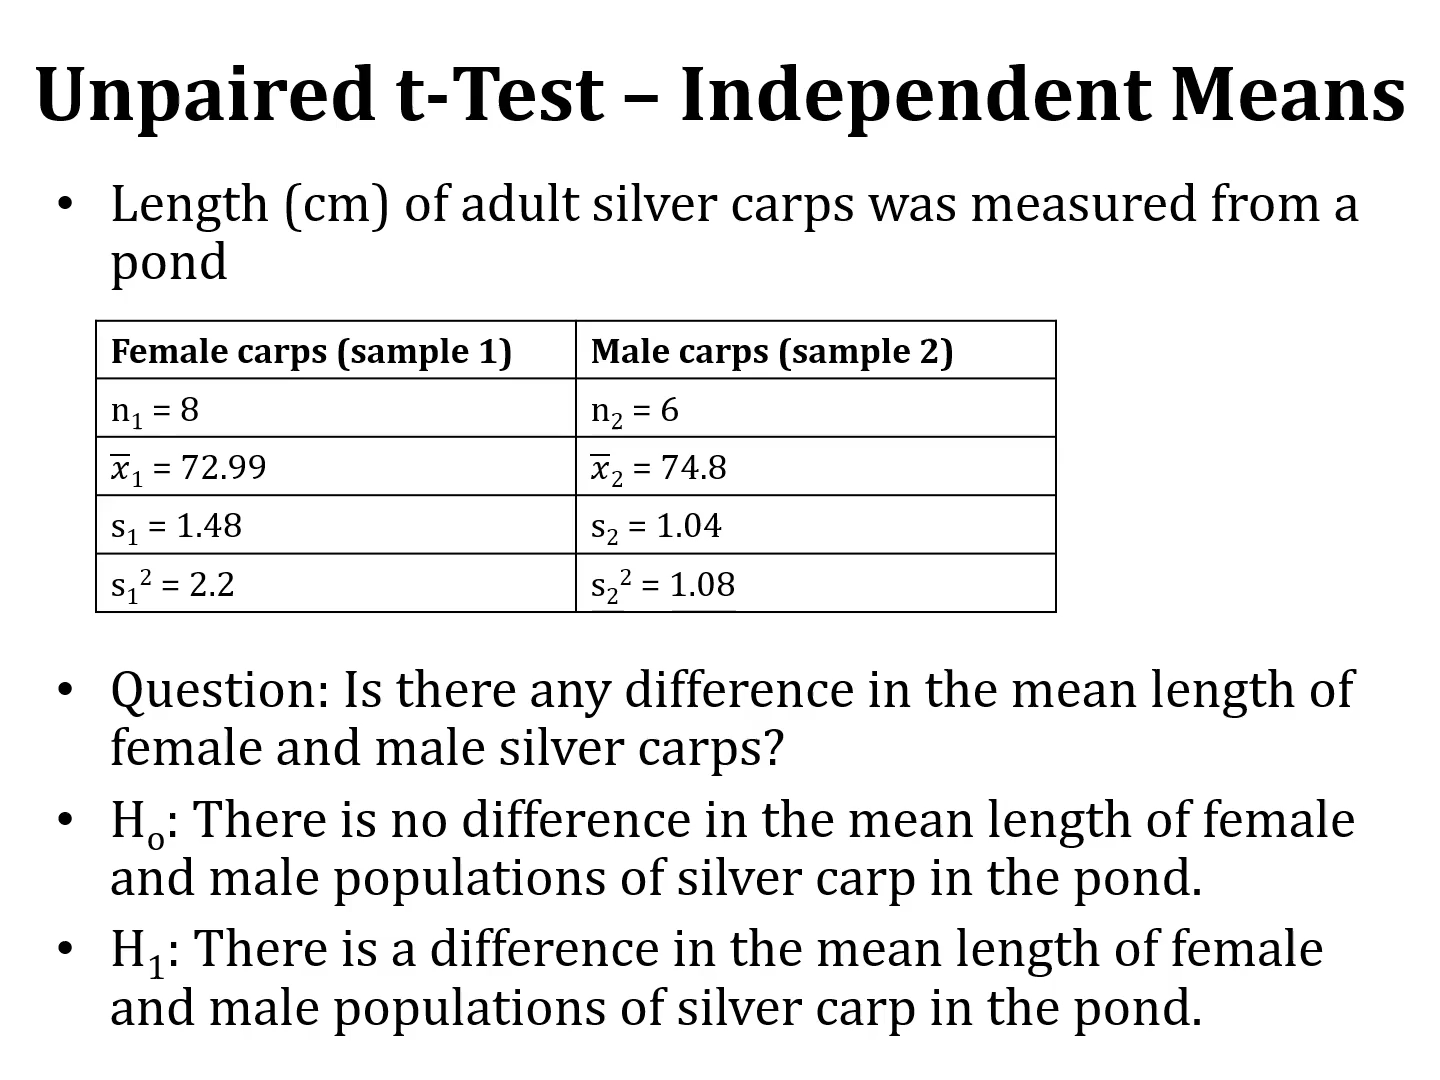 Unpaired t-Test – Independent Means
• Length (cm) of adult silver carps was measured from a
pond
Female carps (sample 1) Male carps (sample 2)
n₁ = 8 n₂ = 6
x̅₁ = 72.99 x̅₂ = 74.8
s₁ = 1.48 s₂ = 1.04
s₁² = 2.2 s₂² = 1.08
• Question: Is there any difference in the mean length of
female and male silver carps?
• Hₒ: There is no difference in the mean length of female
and male populations of silver carp in the pond.
• H₁: There is a difference in the mean length of female
and male populations of silver carp in the pond.